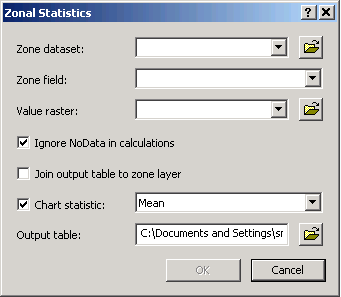 Zonal Statistics
Zone dataset:
Zone field:
Value raster:
Ignore NoData in calculations
Join output table to zone layer
Chart statistic: Mean
Output table: C:\Documents and Settings\sr
OK Cancel